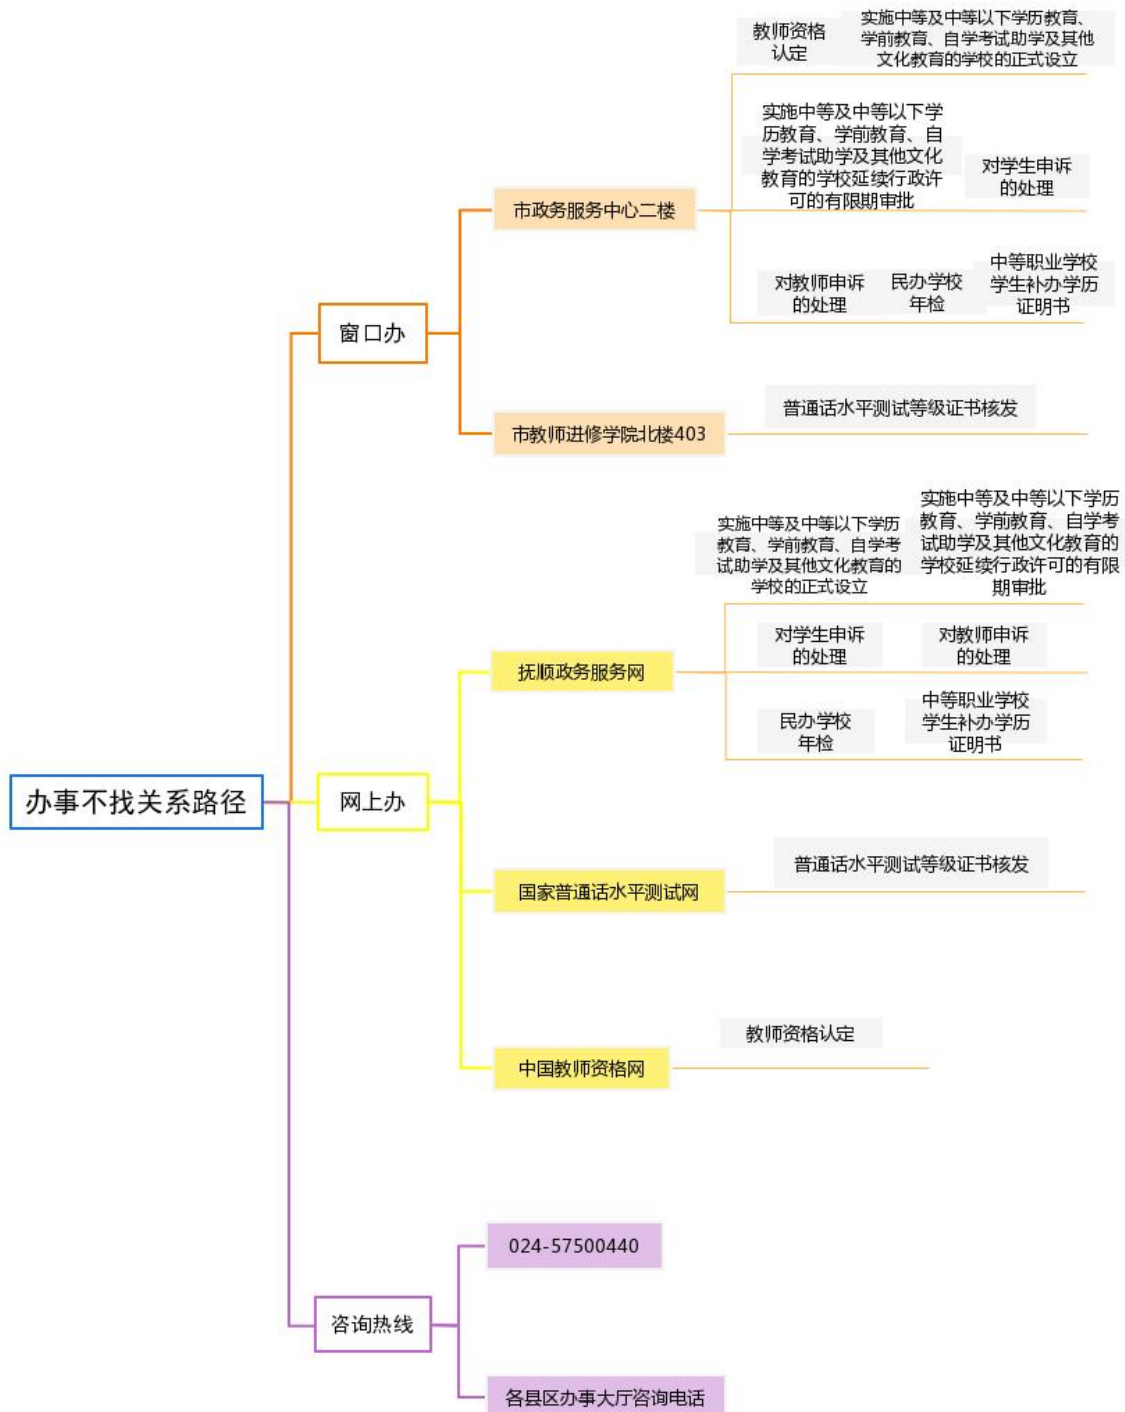 教师资格
认定
实施中等及中等以下学历教育、
学前教育、自学考试助学及其他
文化教育的学校的正式设立
实施中等及中等以下学
历教育、学前教育、自
学考试助学及其他文化
教育的学校延续行政许
可的有限期审批
对学生申诉
的处理
市政务服务中心二楼
对教师申诉
的处理
民办学校
年检
中等职业学校
学生补办学历
证明书
窗口办
普通话水平测试等级证书核发
市教师进修学院北楼403
实施中等及中等以下学历
教育、学前教育、自学考
试助学及其他文化教育的
学校的正式设立
实施中等及中等以下学历
教育、学前教育、自学考
试助学及其他文化教育的
学校延续行政许可的有限
期审批
对学生申诉
的处理
对教师申诉
的处理
抚顺政务服务网
民办学校
年检
中等职业学校
学生补办学历
证明书
办事不找关系路径
网上办
普通话水平测试等级证书核发
国家普通话水平测试网
教师资格认定
中国教师资格网
024-57500440
咨询热线
各县区办事大厅咨询电话